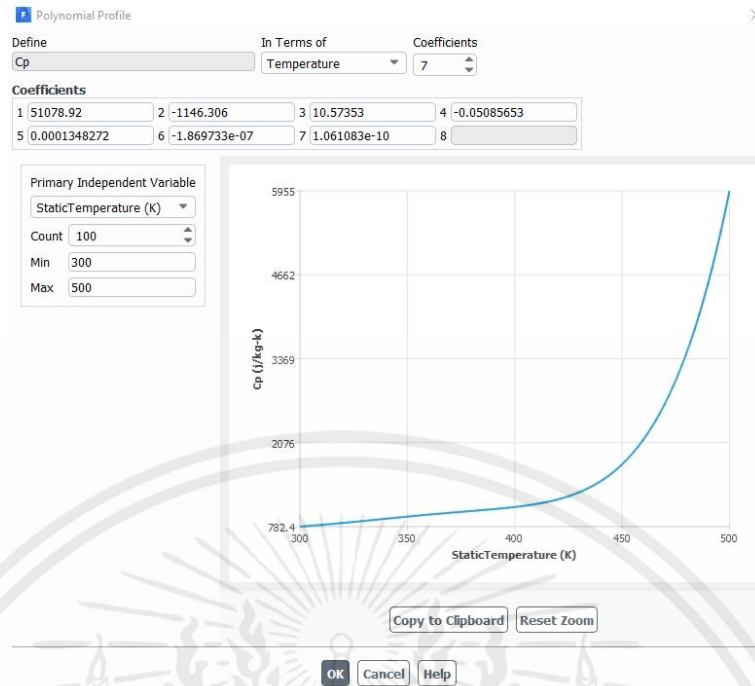 Polynomial Profile
Define In Terms of Coefficients
Cp Temperature 7
Coefficients
1 51078.92 2 -1146.306 3 10.57353 4 -0.05085653
5 0.0001348272 6 -1.869733e-07 7 1.061083e-10 8
Primary Independent Variable
StaticTemperature (K)
Count 100
Min 300
Max 500
5955
4662
3369
2076
782.4
Cp (j/kg-k)
300 350 400 450 500
StaticTemperature (K)
Copy to Clipboard Reset Zoom
OK Cancel Help